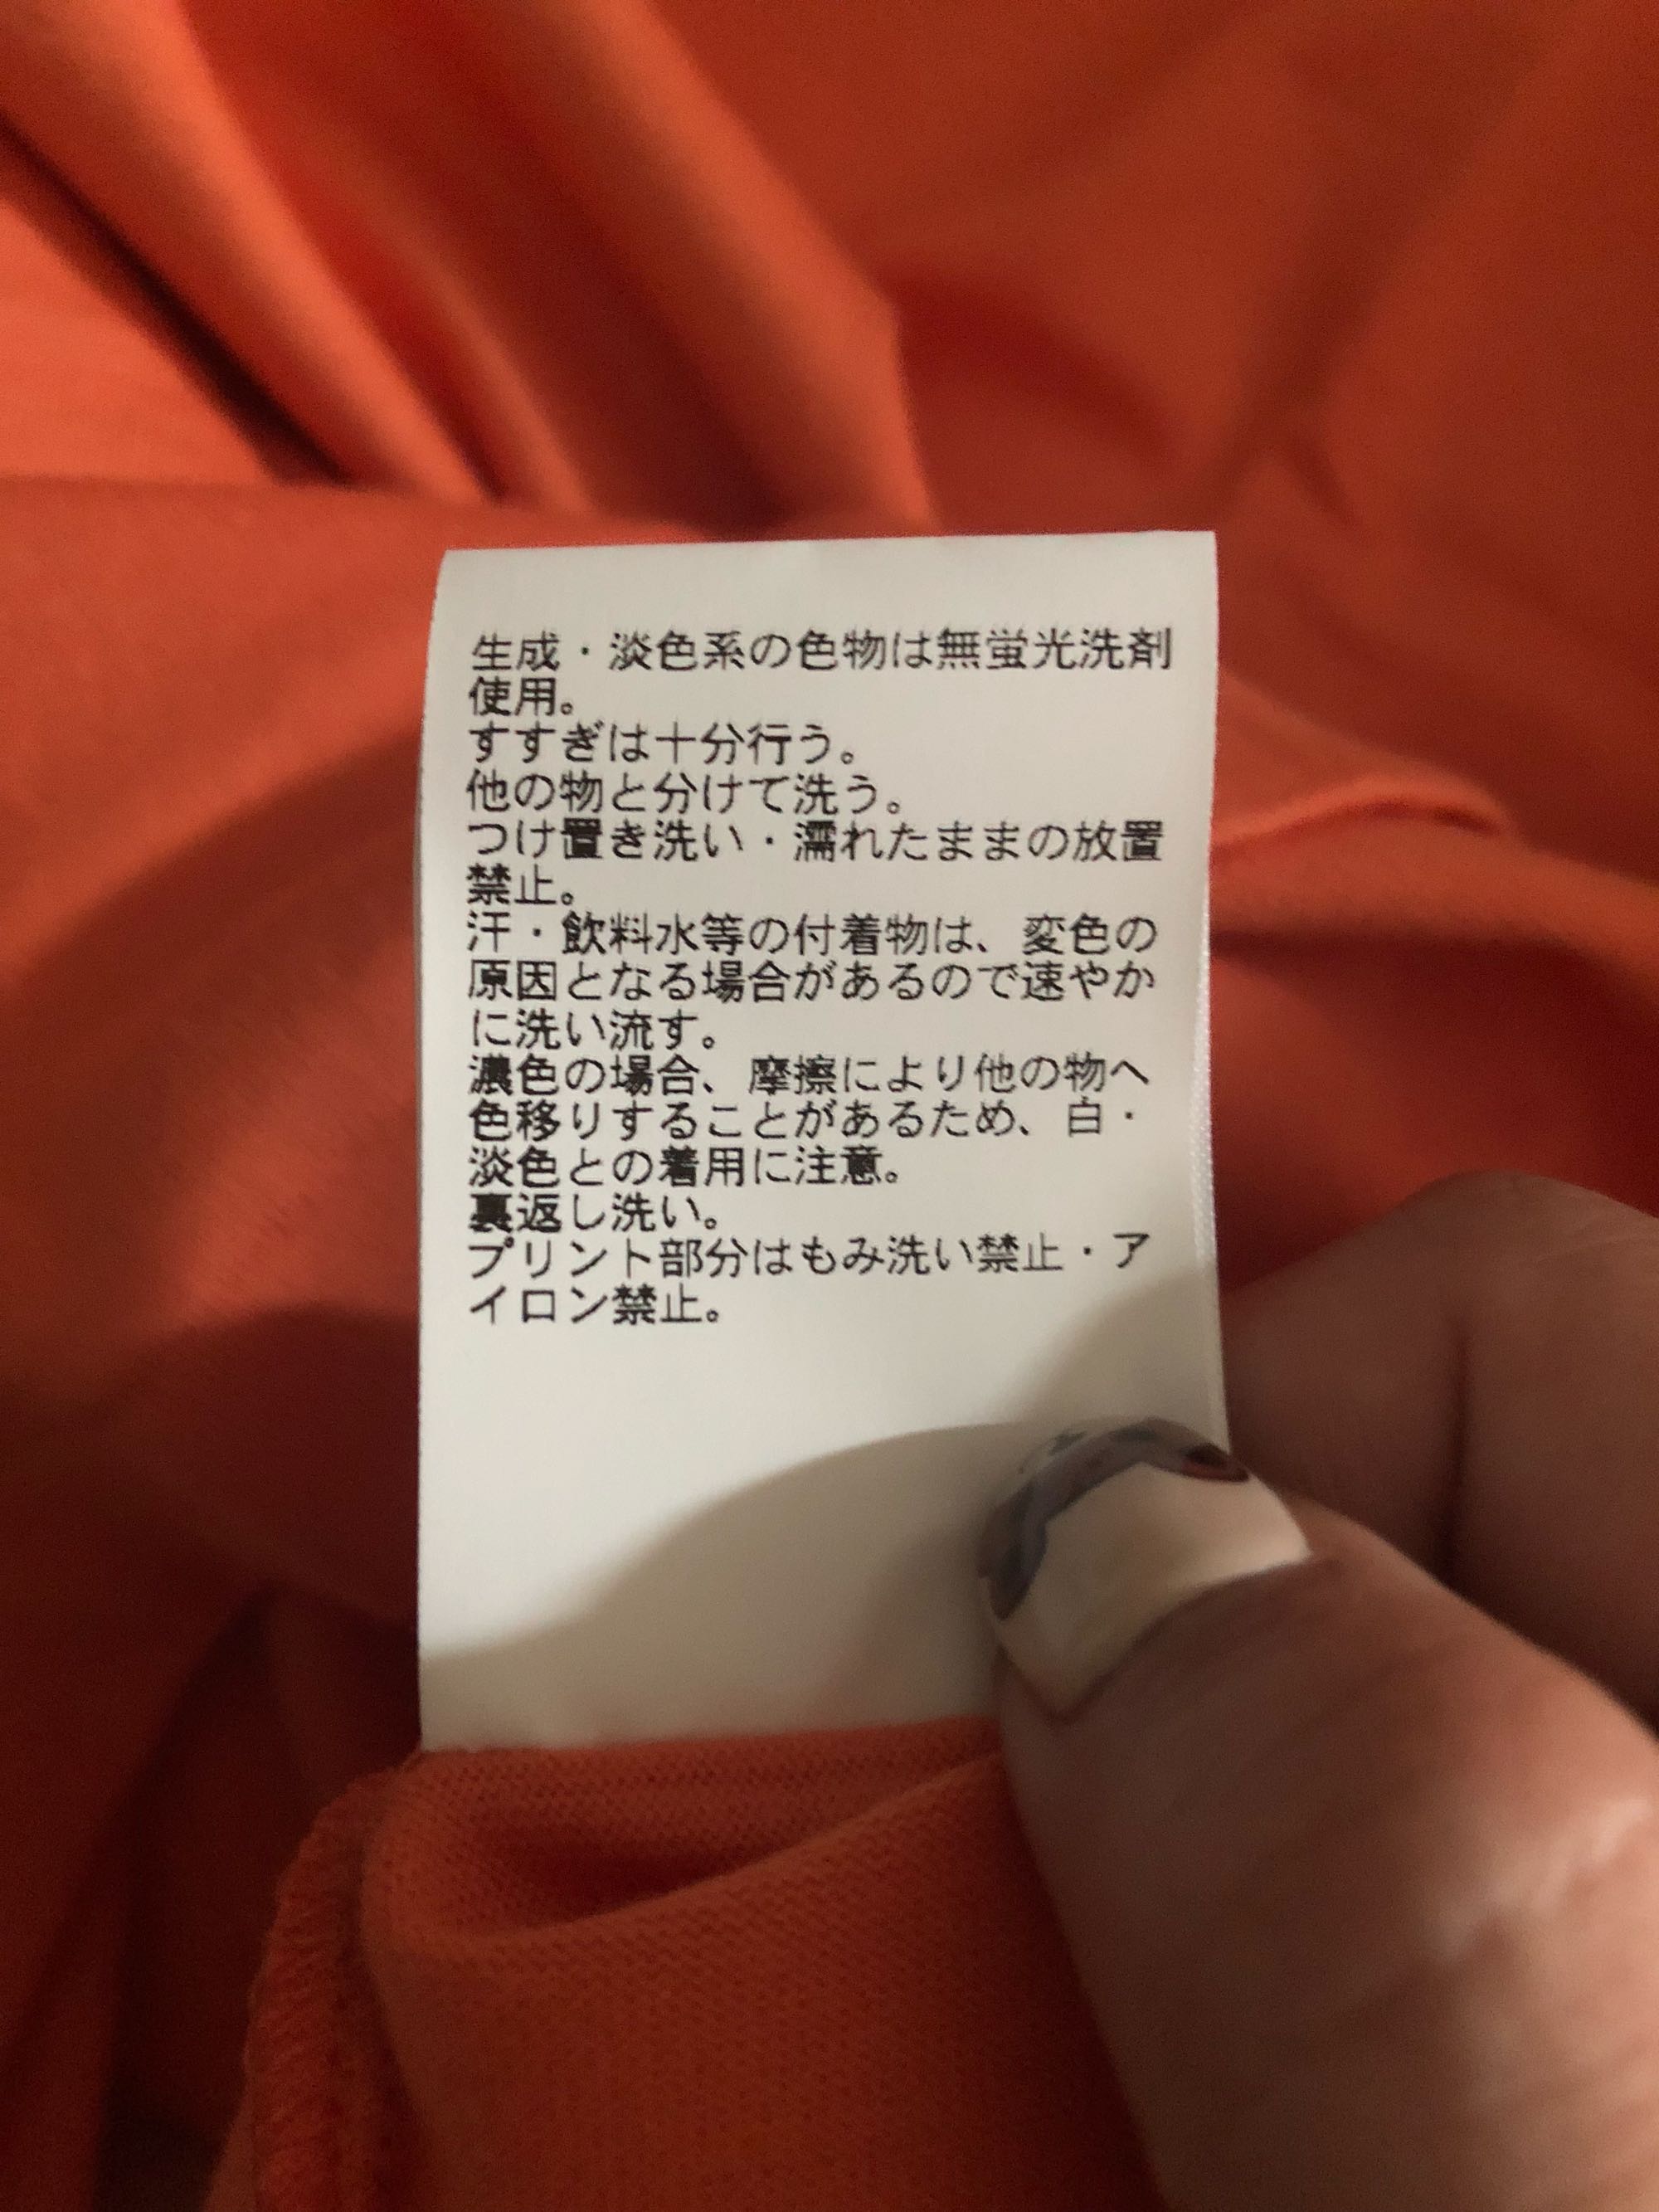 生成・淡色系の色物は無蛍光洗剤
使用。
すすぎは十分行う。
他の物と分けて洗う。
つけ置き洗い・濡れたままの放置
禁止。
汗・飲料水等の付着物は、変色の
原因となる場合があるので速やか
に洗い流す。
濃色の場合、摩擦により他の物へ
色移りすることがあるため、白・
淡色との着用に注意。
裏返し洗い。
プリント部分はもみ洗い禁止・ア
イロン禁止。